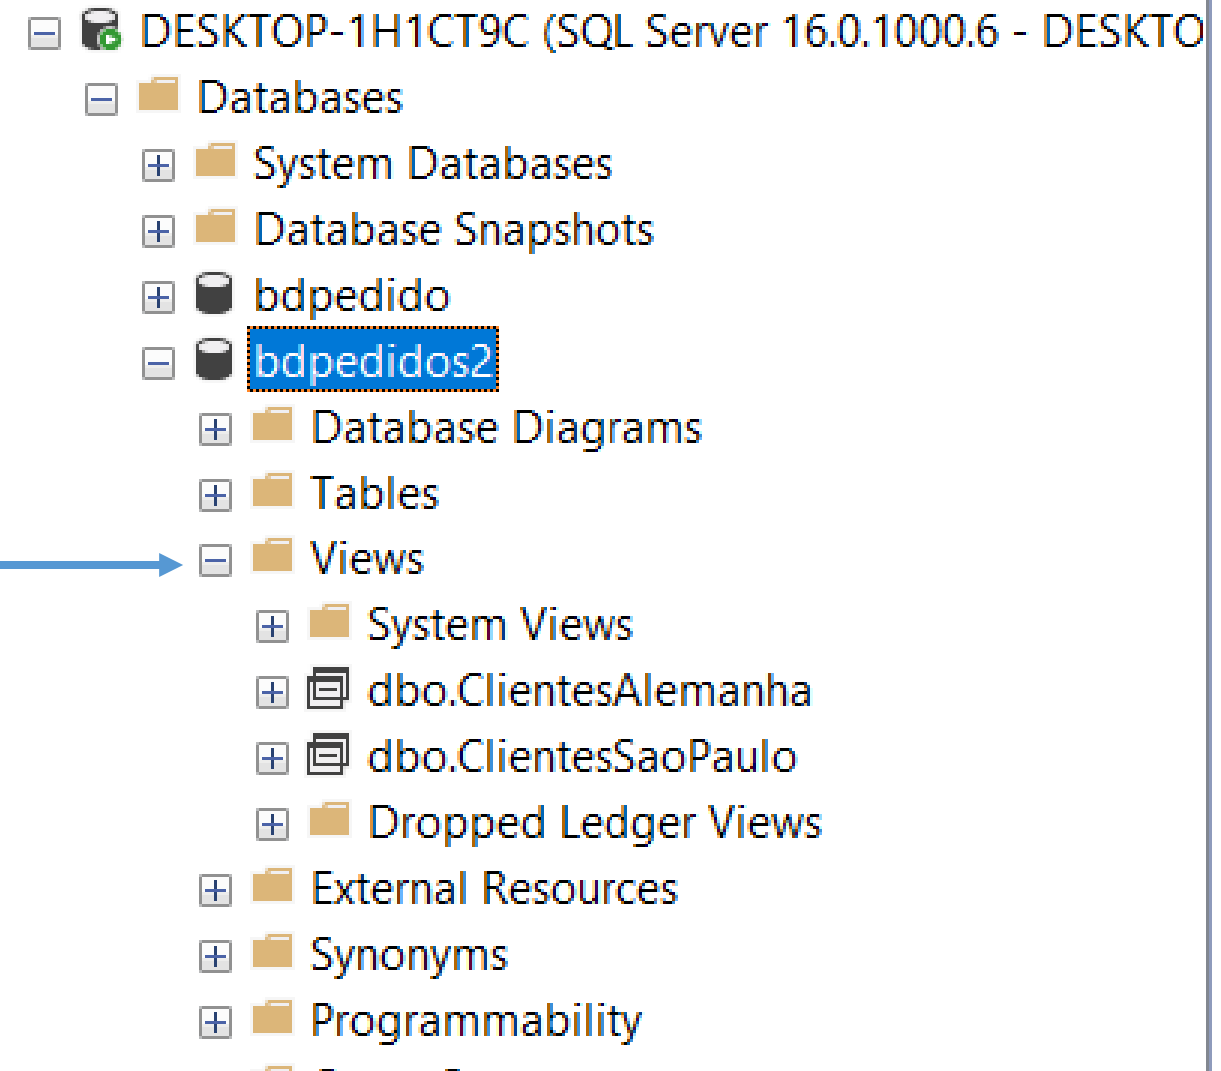 DESKTOP-1H1CT9C (SQL Server 16.0.1000.6 - DESKTO
Databases
System Databases
Database Snapshots
bdpedido
bdpedidos2
Database Diagrams
Tables
Views
System Views
dbo.ClientesAlemanha
dbo.ClientesSaoPaulo
Dropped Ledger Views
External Resources
Synonyms
Programmability